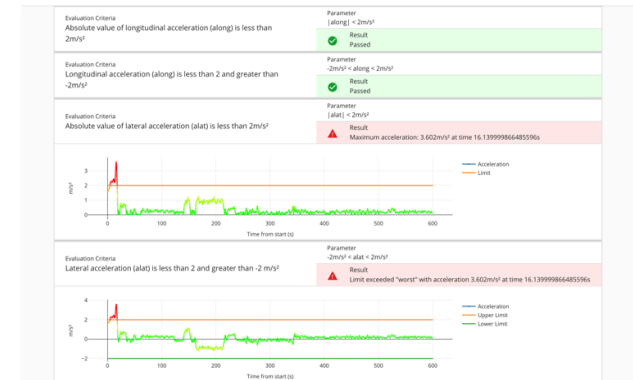 Evaluation Criteria
Absolute value of longitudinal acceleration (along) is less than
2m/s²
Parameter
|along| < 2m/s²
Result
Passed
Evaluation Criteria
Longitudinal acceleration (along) is less than 2 and greater than
-2m/s²
Parameter
-2m/s² < along < 2m/s²
Result
Passed
Evaluation Criteria
Absolute value of lateral acceleration (alat) is less than 2m/s²
Parameter
|alat| < 2m/s²
Result
Maximum acceleration: 3.602m/s² at time 16.139999866485596s
m/s²
3
2
1
0
0 100 200 300 400 500 600
Time from start (s)
Acceleration
Limit
Evaluation Criteria
Lateral acceleration (alat) is less than 2 and greater than -2 m/s²
Parameter
-2m/s² < alat < 2m/s²
Result
Limit exceeded "worst" with acceleration 3.602m/s² at time 16.139999866485596s
m/s²
4
2
0
−2
0 100 200 300 400 500 600
Time from start (s)
Acceleration
Upper Limit
Lower Limit